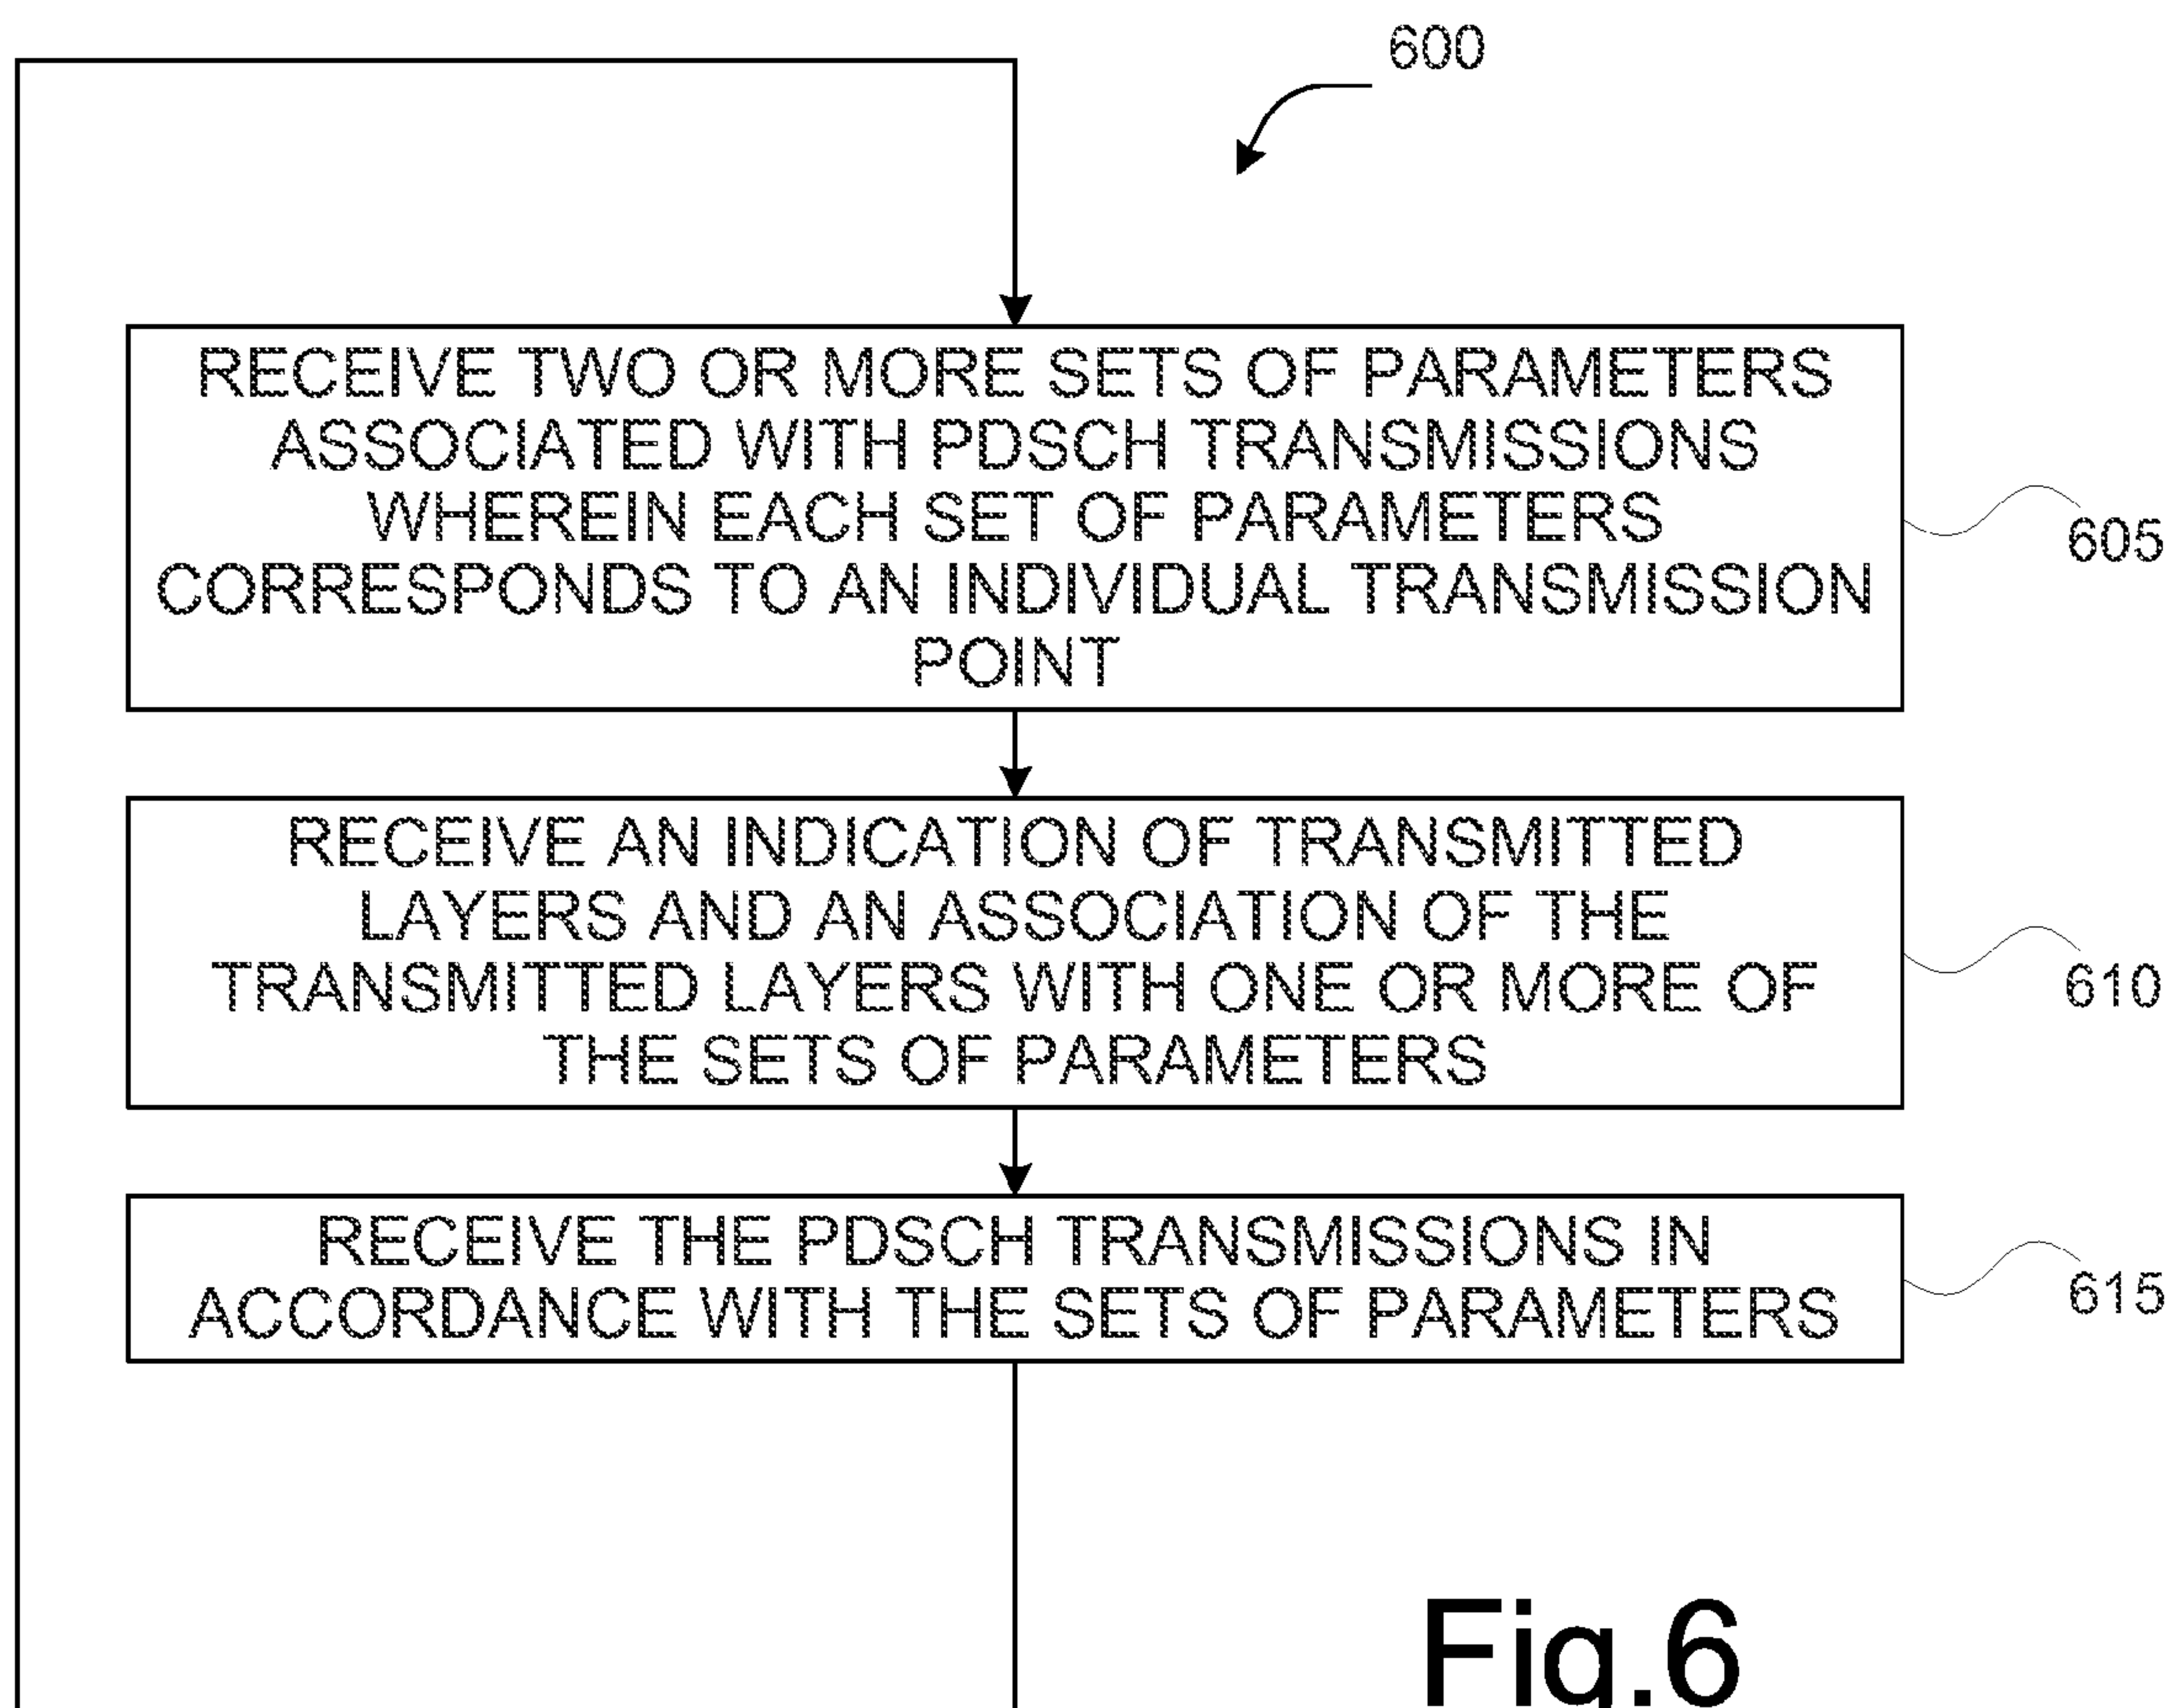 600
RECEIVE TWO OR MORE SETS OF PARAMETERS
ASSOCIATED WITH PDSCH TRANSMISSIONS
WHEREIN EACH SET OF PARAMETERS
CORRESPONDS TO AN INDIVIDUAL TRANSMISSION
POINT
605
RECEIVE AN INDICATION OF TRANSMITTED
LAYERS AND AN ASSOCIATION OF THE
TRANSMITTED LAYERS WITH ONE OR MORE OF
THE SETS OF PARAMETERS
610
RECEIVE THE PDSCH TRANSMISSIONS IN
ACCORDANCE WITH THE SETS OF PARAMETERS
615
Fig.6